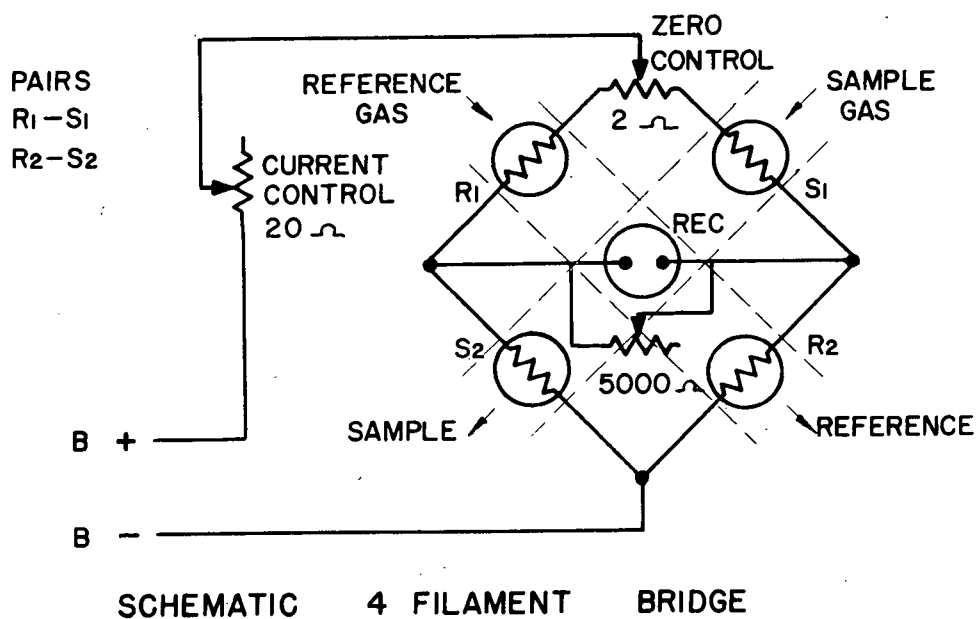 PAIRS
R1-S1
R2-S2
ZERO
CONTROL
REFERENCE
GAS
SAMPLE
GAS
2 Ω
CURRENT
CONTROL
20 Ω
R1
S1
REC
S2
R2
5000 Ω
SAMPLE
REFERENCE
B +
B -
SCHEMATIC 4 FILAMENT BRIDGE